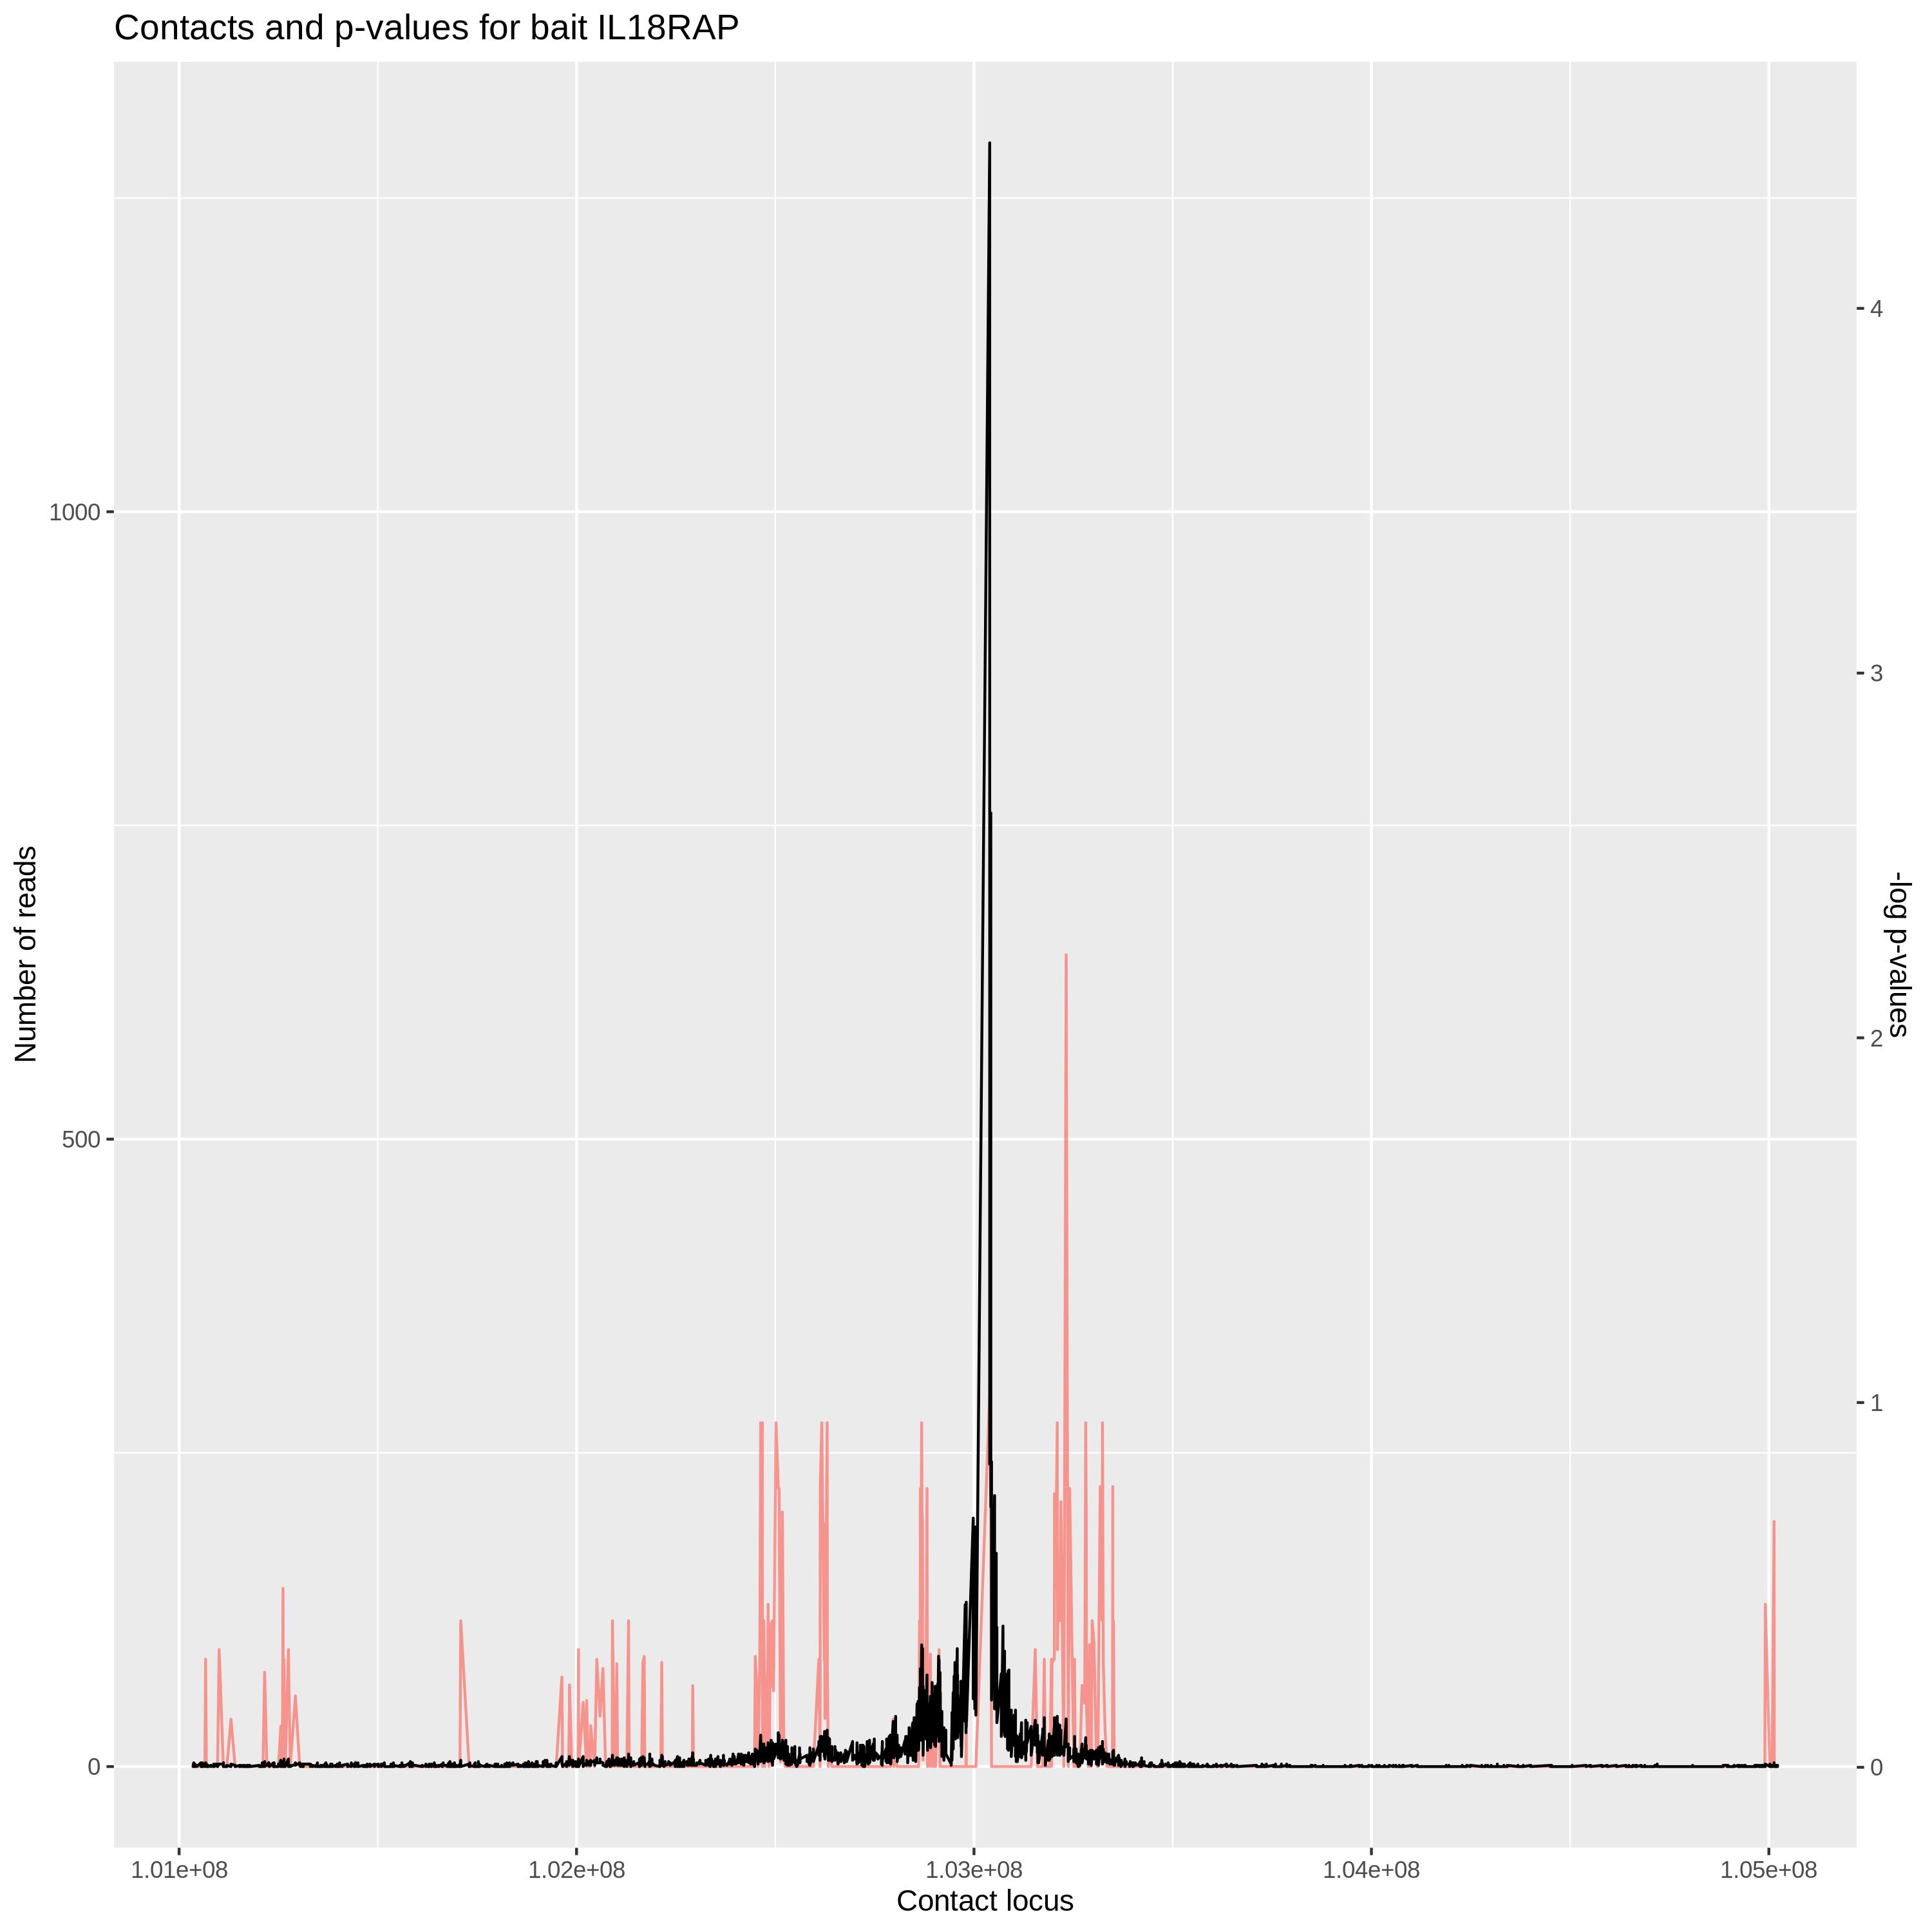 Contacts and p-values for bait IL18RAP
Number of reads
1000
500
0
4
3
2
1
0
-log p-values
1.01e+08
1.02e+08
1.03e+08
1.04e+08
1.05e+08
Contact locus